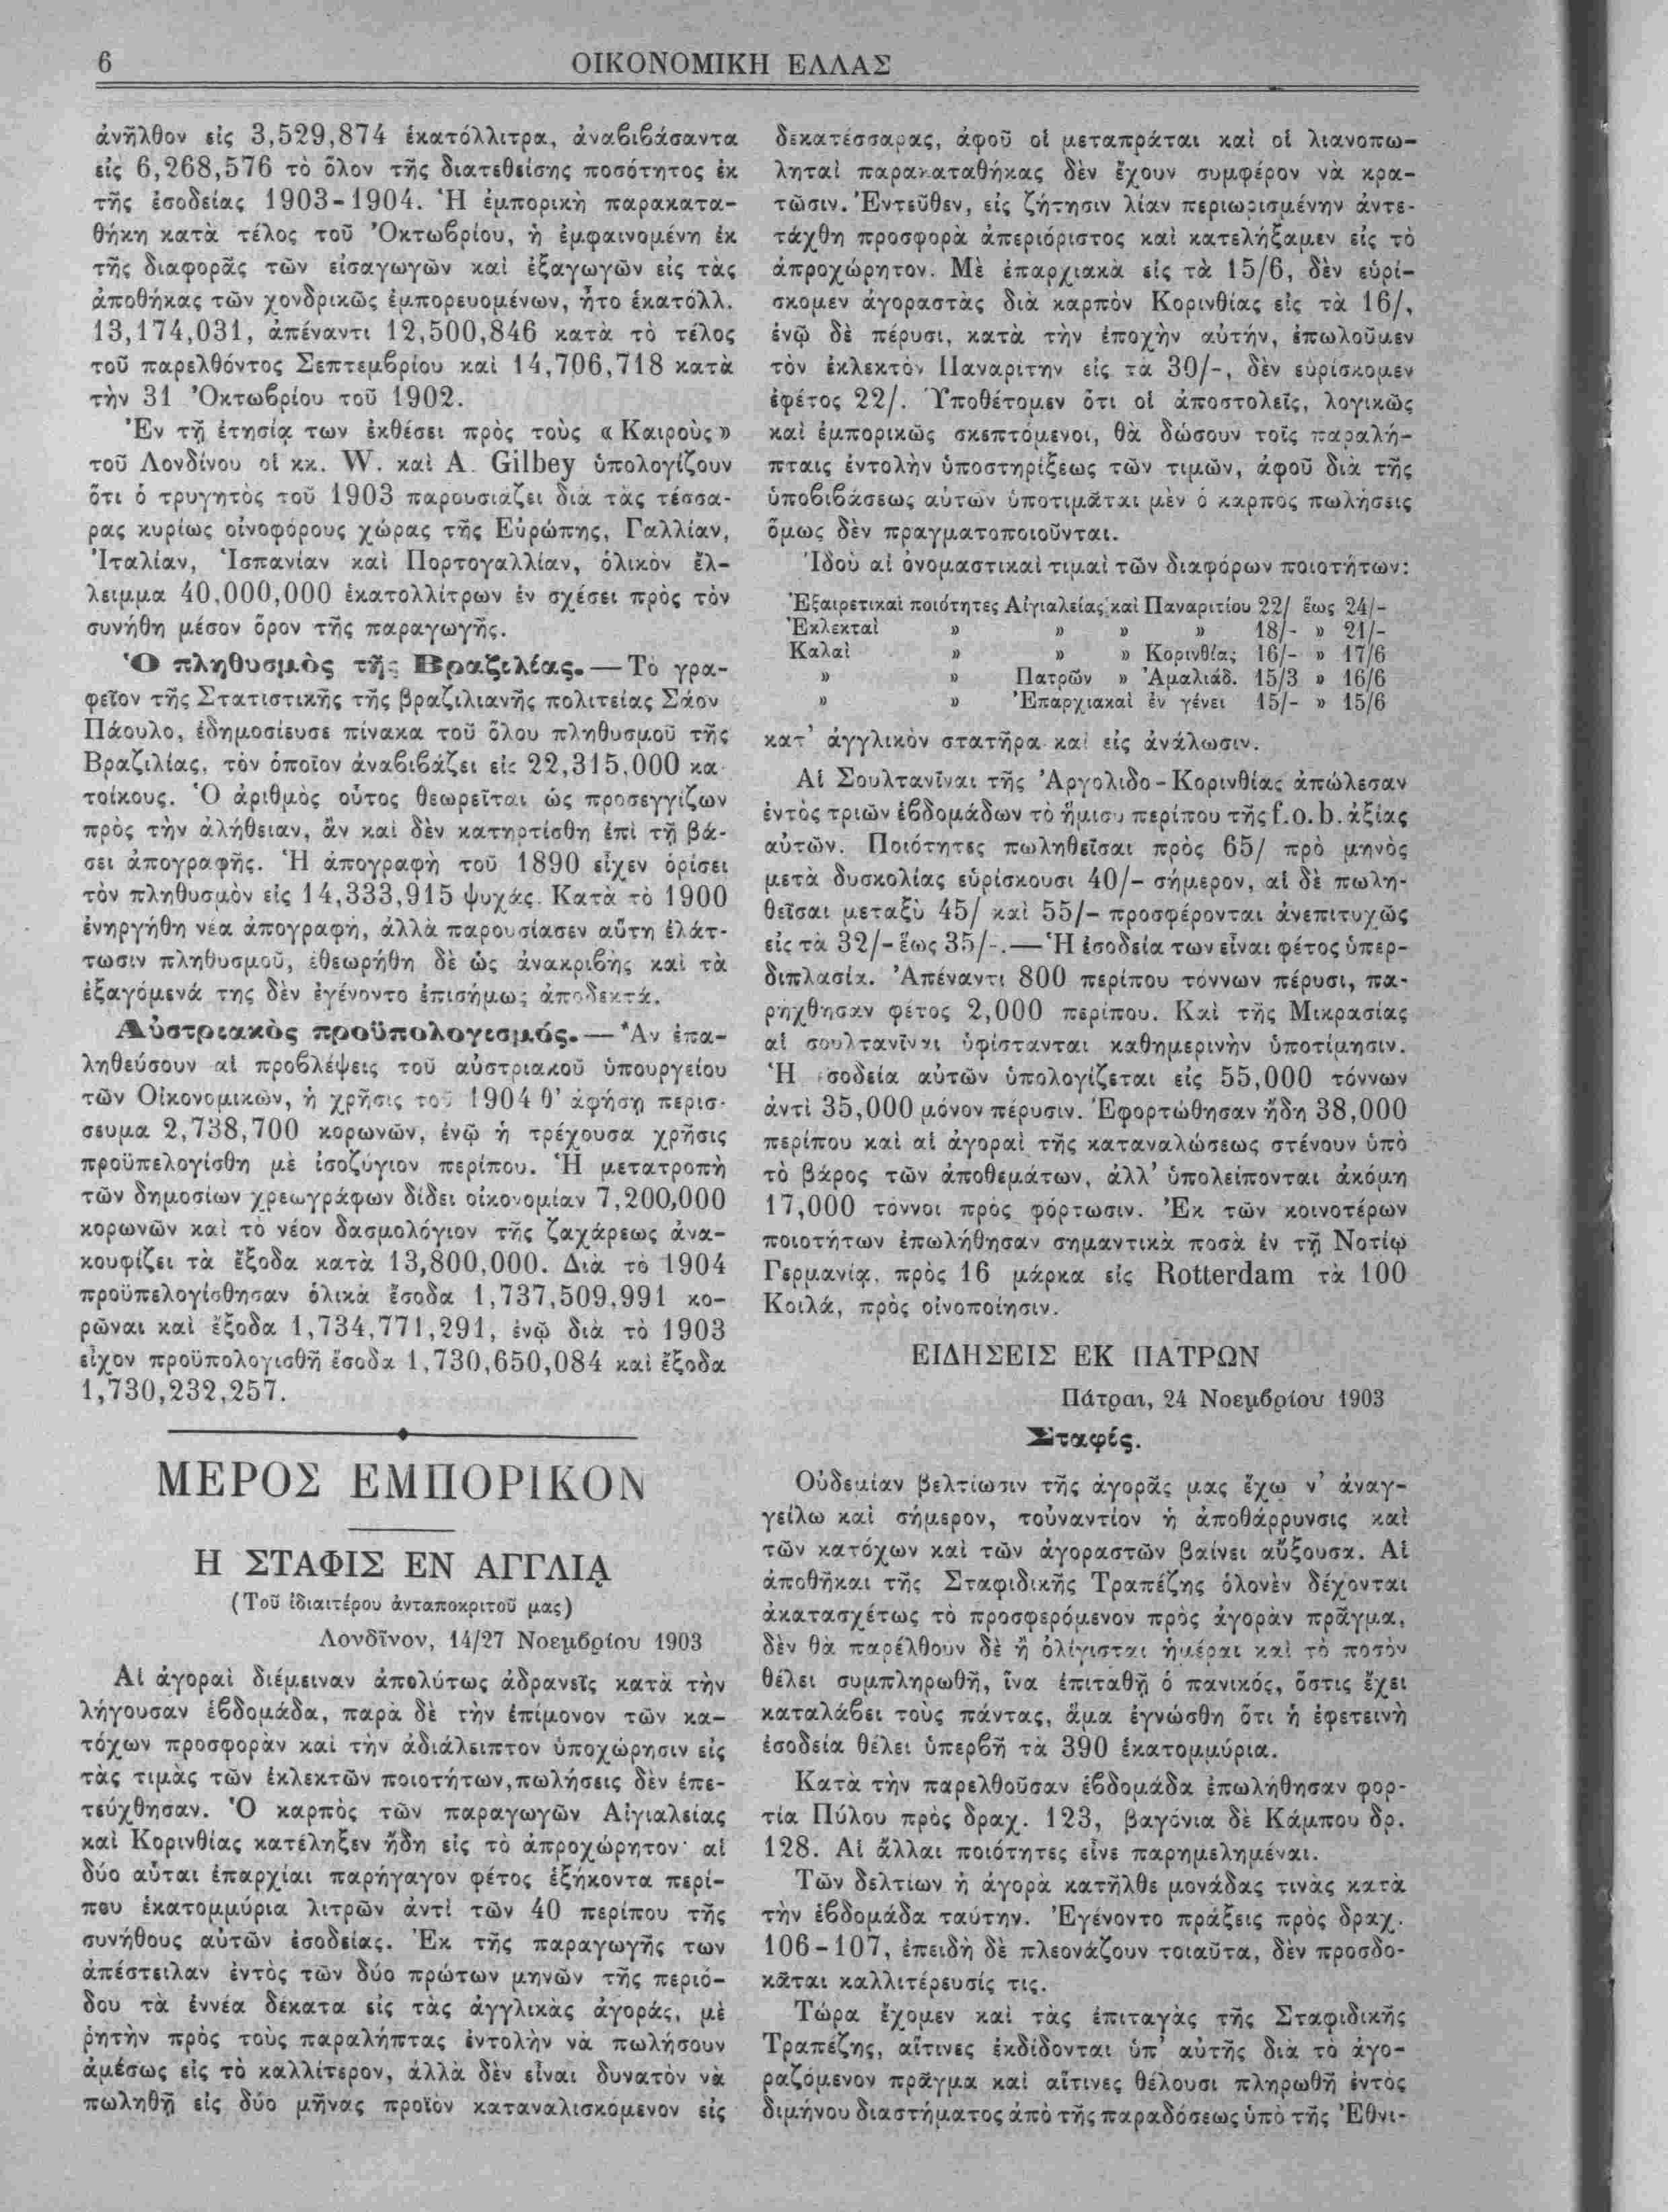 6
ΟΙΚΟΝΟΜΙΚΗ ΕΛΛΑΣ
ἀνῆλθον εἰς 3,529,874 ἑκατόλλιτρα, ἀναβιβάσαντα
εἰς 6,268,576 τὸ ὅλον τῆς διατεθείσης ποσότητος ἐκ
τῆς ἐσοδείας 1903-1904. Ἡ ἐμπορικὴ παρακατα-
θήκη κατὰ τέλος τοῦ Ὀκτωβρίου, ἡ ἐμφαινομένη ἐκ
τῆς διαφορᾶς τῶν εἰσαγωγῶν καὶ ἐξαγωγῶν εἰς τὰς
ἀποθήκας τῶν χονδρικῶς ἐμπορευομένων, ἦτο ἑκατόλλ.
13,174,031, ἀπέναντι 12,500,846 κατὰ τὸ τέλος
τοῦ παρελθόντος Σεπτεμβρίου καὶ 14,706,718 κατὰ
τὴν 31 Ὀκτωβρίου τοῦ 1902.
Ἐν τῇ ἐτησίᾳ των ἐκθέσει πρὸς τοὺς «Καιροὺς»
τοῦ Λονδίνου οἱ κκ. W. καὶ A. Gilbey ὑπολογίζουν
ὅτι ὁ τρυγητὸς τοῦ 1903 παρουσιάζει διὰ τὰς τέσσα-
ρας κυρίως οἰνοφόρους χώρας τῆς Εὐρώπης, Γαλλίαν,
Ἰταλίαν, Ἱσπανίαν καὶ Πορτογαλλίαν, ὁλικὸν ἔλ-
λειμμα 40,000,000 ἑκατολλίτρων ἐν σχέσει πρὸς τὸν
συνήθη μέσον ὅρον τῆς παραγωγῆς.
Ὁ πληθυσμὸς τῆς Βραζιλέας.—Τὸ γρα-
φεῖον τῆς Στατιστικῆς τῆς βραζιλιανῆς πολιτείας Σάον
Πάουλο, ἐδημοσίευσε πίνακα τοῦ ὅλου πληθυσμοῦ τῆς
Βραζιλίας, τὸν ὁποῖον ἀναβιβάζει εἰς 22,315,000 κα-
τοίκους. Ὁ ἀριθμὸς οὗτος θεωρεῖται ὡς προσεγγίζων
πρὸς τὴν ἀλήθειαν, ἂν καὶ δὲν κατηρτίσθη ἐπὶ τῇ βά-
σει ἀπογραφῆς. Ἡ ἀπογραφὴ τοῦ 1890 εἶχεν ὁρίσει
τὸν πληθυσμὸν εἰς 14,333,915 ψυχάς. Κατὰ τὸ 1900
ἐνηργήθη νέα ἀπογραφὴ, ἀλλὰ παρουσίασεν αὕτη ἐλάτ-
τωσιν πληθυσμοῦ, ἐθεωρήθη δὲ ὡς ἀνακριβὴς καὶ τὰ
ἐξαγόμενά της δὲν ἐγένοντο ἐπισήμως ἀποδεκτά.
Αὐστριακὸς προϋπολογισμός.—Ἂν ἐπα-
ληθεύσουν αἱ προβλέψεις τοῦ αὐστριακοῦ ὑπουργείου
τῶν Οἰκονομικῶν, ἡ χρῆσις τοῦ 1904 θ' ἀφήσῃ περισ-
σευμα 2,738,700 κορωνῶν, ἐνῷ ἡ τρέχουσα χρῆσις
προϋπελογίσθη μὲ ἰσοζύγιον περίπου. Ἡ μετατροπὴ
τῶν δημοσίων χρεωγράφων δίδει οἰκονομίαν 7,200,000
κορωνῶν καὶ τὸ νέον δασμολόγιον τῆς ζαχάρεως ἀνα-
κουφίζει τὰ ἔξοδα κατὰ 13,800,000. Διὰ τὸ 1904
προϋπελογίσθησαν ὁλικὰ ἔσοδα 1,737,509,991 κο-
ρῶναι καὶ ἔξοδα 1,734,771,291, ἐνῷ διὰ τὸ 1903
εἶχον προϋπολογισθῆ ἔσοδα 1,730,650,084 καὶ ἔξοδα
1,730,232,257.
ΜΕΡΟΣ ΕΜΠΟΡΙΚΟΝ
Η ΣΤΑΦΙΣ ΕΝ ΑΓΓΛΙᾼ
(Τοῦ ἰδιαιτέρου ἀνταποκριτοῦ μας)
Λονδῖνον, 14/27 Νοεμβρίου 1903
Αἱ ἀγοραὶ διέμειναν ἀπολύτως ἀδρανεῖς κατὰ τὴν
λήγουσαν ἑβδομάδα, παρὰ δὲ τὴν ἐπίμονον τῶν κα-
τόχων προσφορὰν καὶ τὴν ἀδιάλειπτον ὑποχώρησιν εἰς
τὰς τιμὰς τῶν ἐκλεκτῶν ποιοτήτων, πωλήσεις δὲν ἐπε-
τεύχθησαν. Ὁ καρπὸς τῶν παραγωγῶν Αἰγιαλείας
καὶ Κορινθίας κατέληξεν ἤδη εἰς τὸ ἀπροχώρητον· αἱ
δύο αὗται ἐπαρχίαι παρήγαγον φέτος ἑξήκοντα περί-
που ἑκατομμύρια λιτρῶν ἀντὶ τῶν 40 περίπου τῆς
συνήθους αὐτῶν ἐσοδείας. Ἐκ τῆς παραγωγῆς των
ἀπέστειλαν ἐντὸς τῶν δύο πρώτων μηνῶν τῆς περιό-
δου τὰ ἐννέα δέκατα εἰς τὰς ἀγγλικὰς ἀγοράς, μὲ
ῥητὴν πρὸς τοὺς παραλήπτας ἐντολὴν νὰ πωλήσουν
ἀμέσως εἰς τὸ καλλίτερον, ἀλλὰ δὲν εἶναι δυνατὸν νὰ
πωληθῇ εἰς δύο μῆνας προϊὸν καταναλισκόμενον εἰς
δεκατέσσαρας, ἀφοῦ οἱ μεταπράται καὶ οἱ λιανοπω-
ληταὶ παρακαταθήκας δὲν ἔχουν συμφέρον νὰ κρα-
τῶσιν. Ἐντεῦθεν, εἰς ζήτησιν λίαν περιωρισμένην ἀντε-
τάχθη προσφορὰ ἀπεριόριστος καὶ κατελήξαμεν εἰς τὸ
ἀπροχώρητον. Μὲ ἐπαρχιακὰ εἰς τὰ 15/6, δὲν εὑρί-
σκομεν ἀγοραστὰς διὰ καρπὸν Κορινθίας εἰς τὰ 16/,
ἐνῷ δὲ πέρυσι, κατὰ τὴν ἐποχὴν αὐτήν, ἐπωλοῦμεν
τὸν ἐκλεκτὸν Παναρίτην εἰς τὰ 30/-, δὲν εὑρίσκομεν
ἐφέτος 22/. Ὑποθέτομεν ὅτι οἱ ἀποστολεῖς, λογικῶς
καὶ ἐμπορικῶς σκεπτόμενοι, θὰ δώσουν τοῖς παραλή-
πταις ἐντολὴν ὑποστηρίξεως τῶν τιμῶν, ἀφοῦ διὰ τῆς
ὑποβιβάσεως αὐτῶν ὑποτιμᾶται μὲν ὁ καρπὸς πωλήσεις
ὅμως δὲν πραγματοποιοῦνται.
Ἰδοὺ αἱ ὀνομαστικαὶ τιμαὶ τῶν διαφόρων ποιοτήτων:
Ἐξαιρετικαὶ ποιότητες Αἰγιαλείας καὶ Παναριτίου 22/ ἕως 24/-
Ἐκλεκταὶ » » » » 18/- » 21/-
Καλαὶ » » » Κορινθίας 16/- » 17/6
» » Πατρῶν » Ἀμαλιάδ. 15/3 » 16/6
» » Ἐπαρχιακαὶ ἐν γένει 15/- » 15/6
κατ' ἀγγλικὸν στατῆρα καὶ εἰς ἀνάλωσιν.
Αἱ Σουλτανῖναι τῆς Ἀργολιδο-Κορινθίας ἀπώλεσαν
ἐντὸς τριῶν ἑβδομάδων τὸ ἥμισυ περίπου τῆς f.o.b. ἀξίας
αὐτῶν. Ποιότητες πωληθεῖσαι πρὸς 65/ πρὸ μηνὸς
μετὰ δυσκολίας εὑρίσκουσι 40/- σήμερον, αἱ δὲ πωλη-
θεῖσαι μεταξὺ 45/ καὶ 55/- προσφέρονται ἀνεπιτυχῶς
εἰς τὰ 32/- ἕως 35/-.—Ἡ ἐσοδεία των εἶναι φέτος ὑπερ-
διπλασία. Ἀπέναντι 800 περίπου τόννων πέρυσι, πα-
ρήχθησαν φέτος 2,000 περίπου. Καὶ τῆς Μικρασίας
αἱ σουλτανῖναι ὑφίστανται καθημερινὴν ὑποτίμησιν.
Ἡ ἐσοδεία αὐτῶν ὑπολογίζεται εἰς 55,000 τόννων
ἀντὶ 35,000 μόνον πέρυσιν. Ἐφορτώθησαν ἤδη 38,000
περίπου καὶ αἱ ἀγοραὶ τῆς καταναλώσεως στένουν ὑπὸ
τὸ βάρος τῶν ἀποθεμάτων, ἀλλ' ὑπολείπονται ἀκόμη
17,000 τόννοι πρὸς φόρτωσιν. Ἐκ τῶν κοινοτέρων
ποιοτήτων ἐπωλήθησαν σημαντικὰ ποσὰ ἐν τῇ Νοτίῳ
Γερμανίᾳ, πρὸς 16 μάρκα εἰς Rotterdam τὰ 100
Κοιλά, πρὸς οἰνοποίησιν.
ΕΙΔΗΣΕΙΣ ΕΚ ΠΑΤΡΩΝ
Πάτραι, 24 Νοεμβρίου 1903
Σταφίς.
Οὐδεμίαν βελτίωσιν τῆς ἀγορᾶς μας ἔχω ν' ἀναγ-
γείλω καὶ σήμερον, τοὐναντίον ἡ ἀποθάρρυνσις καὶ
τῶν κατόχων καὶ τῶν ἀγοραστῶν βαίνει αὔξουσα. Αἱ
ἀποθῆκαι τῆς Σταφιδικῆς Τραπέζης ὁλονὲν δέχονται
ἀκατασχέτως τὸ προσφερόμενον πρὸς ἀγορὰν πρᾶγμα,
δὲν θὰ παρέλθουν δὲ ἢ ὀλίγισται ἡμέραι καὶ τὸ ποσὸν
θέλει συμπληρωθῆ, ἵνα ἐπιταθῇ ὁ πανικός, ὅστις ἔχει
καταλάβει τοὺς πάντας, ἅμα ἐγνώσθη ὅτι ἡ ἐφετεινὴ
ἐσοδεία θέλει ὑπερβῆ τὰ 390 ἑκατομμύρια.
Κατὰ τὴν παρελθοῦσαν ἑβδομάδα ἐπωλήθησαν φορ-
τία Πύλου πρὸς δραχ. 123, βαγόνια δὲ Κάμπου δρ.
128. Αἱ ἄλλαι ποιότητες εἶνε παρημελημέναι.
Τῶν δελτίων ἡ ἀγορὰ κατῆλθε μονάδας τινὰς κατὰ
τὴν ἑβδομάδα ταύτην. Ἐγένοντο πράξεις πρὸς δραχ.
106-107, ἐπειδὴ δὲ πλεονάζουν τοιαῦτα, δὲν προσδο-
κᾶται καλλιτέρευσίς τις.
Τώρα ἔχομεν καὶ τὰς ἐπιταγὰς τῆς Σταφιδικῆς
Τραπέζης, αἵτινες ἐκδίδονται ὑπ' αὐτῆς διὰ τὸ ἀγο-
ραζόμενον πρᾶγμα καὶ αἵτινες θέλουσι πληρωθῆ ἐντὸς
διμήνου διαστήματος ἀπὸ τῆς παραδόσεως ὑπὸ τῆς Ἐθνι-